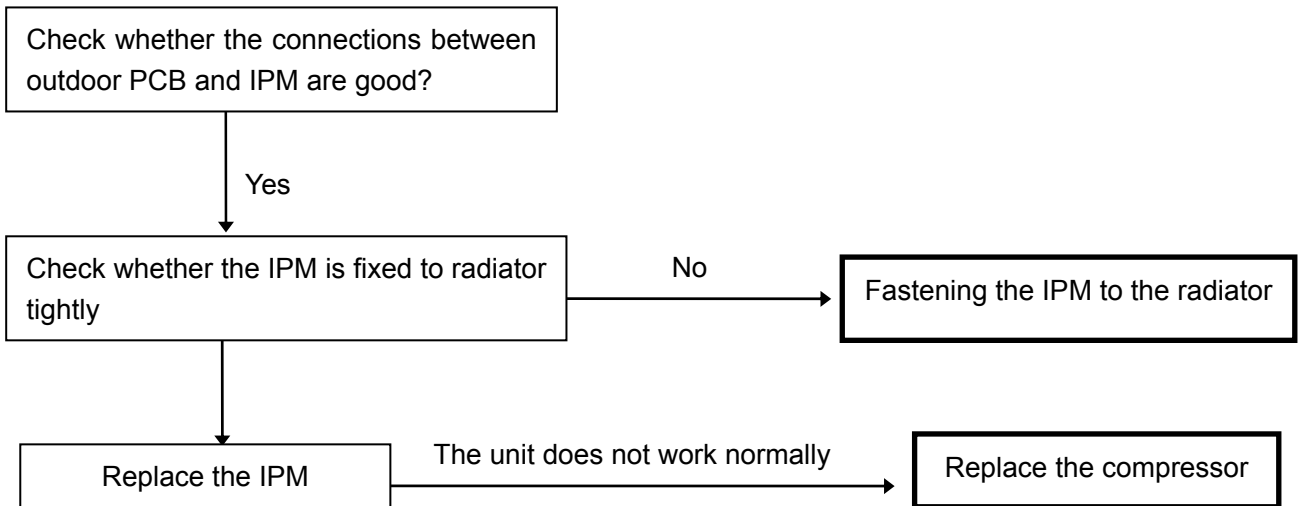 Check whether the connections between
outdoor PCB and IPM are good?
Yes
Check whether the IPM is fixed to radiator
tightly
No
Fastening the IPM to the radiator
Replace the IPM
The unit does not work normally
Replace the compressor